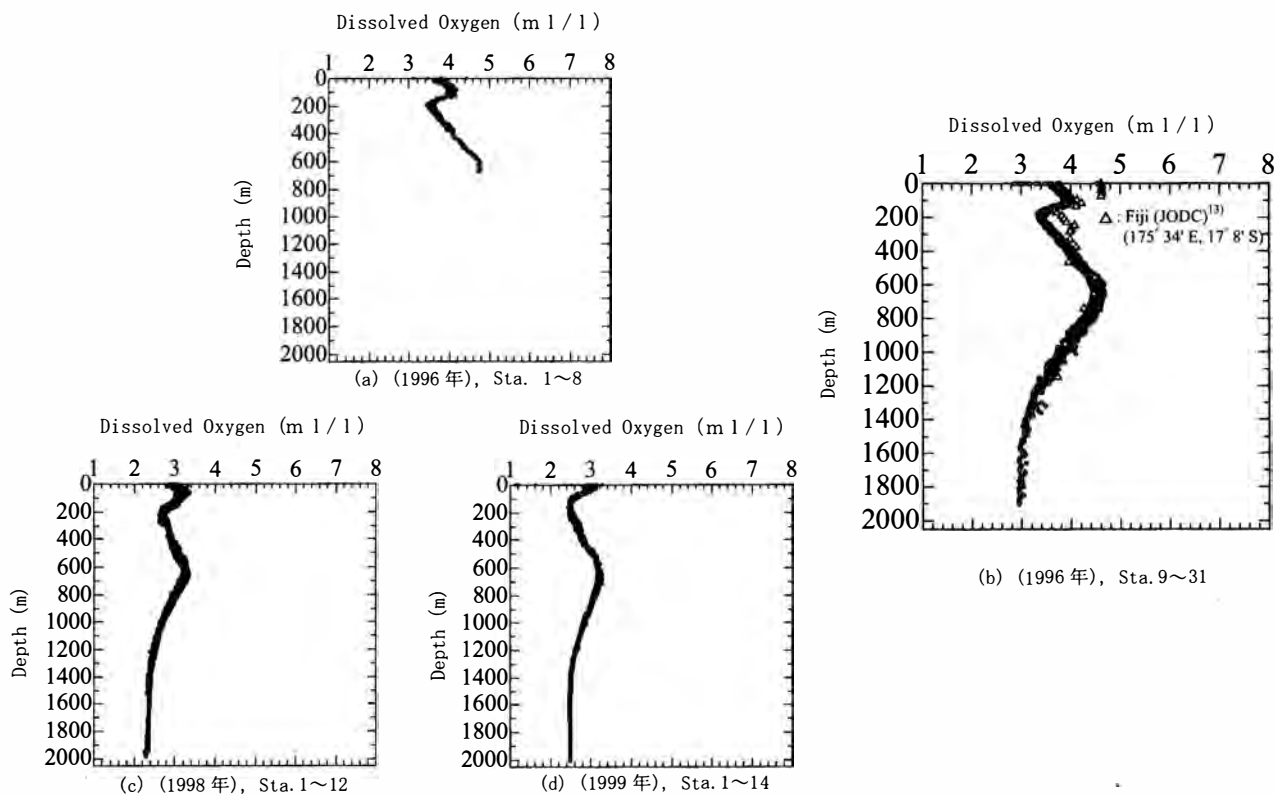 Dissolved Oxygen (m l / l)
1 2 3 4 5 6 7 8
0
200
400
600
800
1000
1200
1400
1600
1800
2000
Depth (m)
(a) (1996 年), Sta. 1～8
Dissolved Oxygen (m l / l)
1 2 3 4 5 6 7 8
0
200
400
600
800
1000
1200
1400
1600
1800
2000
Depth (m)
△ : Fiji (JODC)¹³⁾
(175° 34' E, 17° 8' S)
(b) (1996 年), Sta. 9～31
Dissolved Oxygen (m l / l)
1 2 3 4 5 6 7 8
0
200
400
600
800
1000
1200
1400
1600
1800
2000
Depth (m)
(c) (1998 年), Sta. 1～12
Dissolved Oxygen (m l / l)
1 2 3 4 5 6 7 8
0
200
400
600
800
1000
1200
1400
1600
1800
2000
Depth (m)
(d) (1999 年), Sta. 1～14